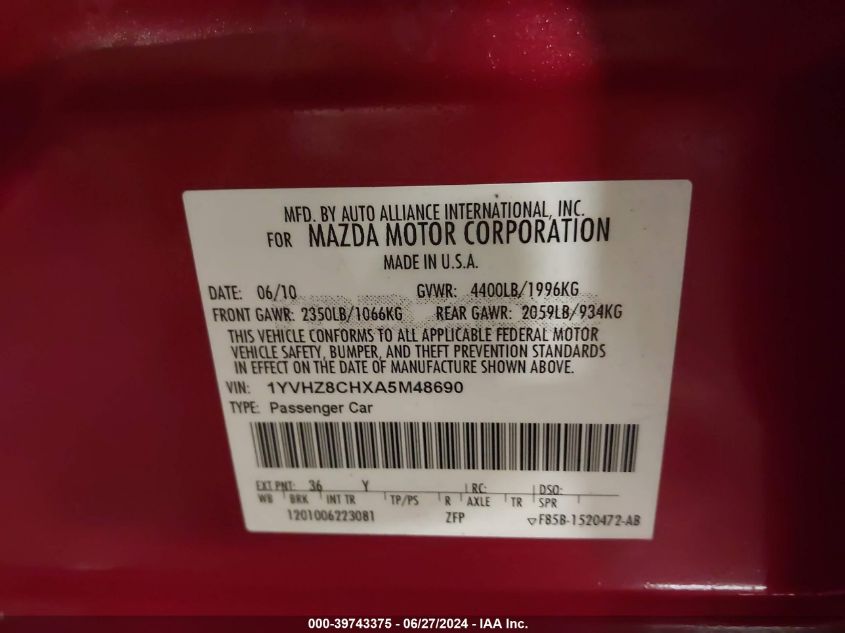 MFD. BY AUTO ALLIANCE INTERNATIONAL, INC.
FOR MAZDA MOTOR CORPORATION
MADE IN U.S.A.
DATE: 06/10 GVWR: 4400LB/1996KG
FRONT GAWR: 2350LB/1066KG REAR GAWR: 2059LB/934KG
THIS VEHICLE CONFORMS TO ALL APPLICABLE FEDERAL MOTOR
VEHICLE SAFETY, BUMPER, AND THEFT PREVENTION STANDARDS
IN EFFECT ON THE DATE OF MANUFACTURE SHOWN ABOVE.
VIN: 1YVHZ8CHXA5M48690
TYPE: Passenger Car
EXT PNT: 36 Y RC: DSO:
WB BRK INT TR TP/PS R AXLE TR SPR
1201006223081 ZFP ▽F85B-1520472-AB
000-39743375 - 06/27/2024 - IAA Inc.